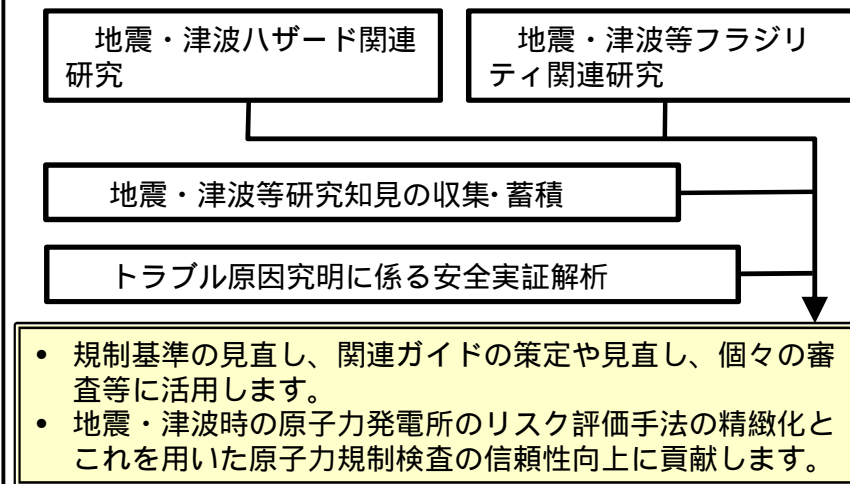 地震・津波ハザード関連
研究
地震・津波等フラジリ
ティ関連研究
地震・津波等研究知見の収集・蓄積
トラブル原因究明に係る安全実証解析
• 規制基準の見直し、関連ガイドの策定や見直し、個々の審
査等に活用します。
• 地震・津波時の原子力発電所のリスク評価手法の精緻化と
これを用いた原子力規制検査の信頼性向上に貢献します。